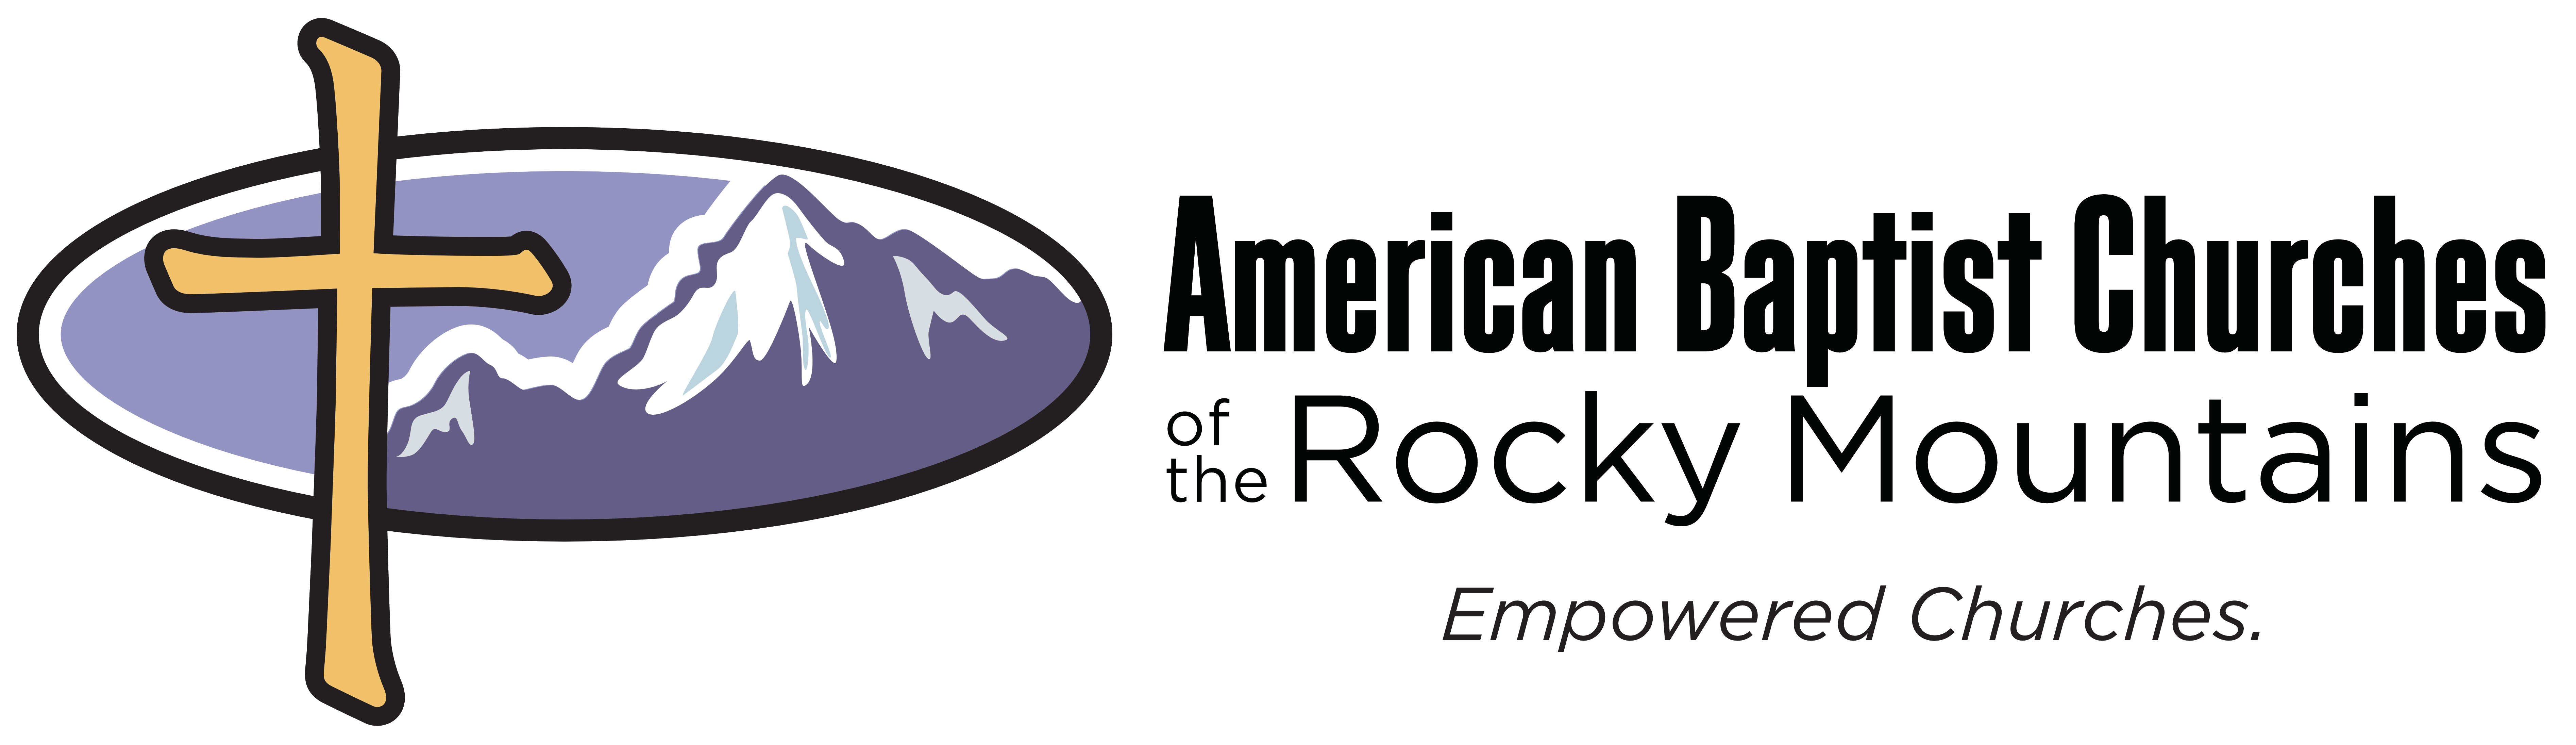 American Baptist Churches
of the Rocky Mountains
Empowered Churches.